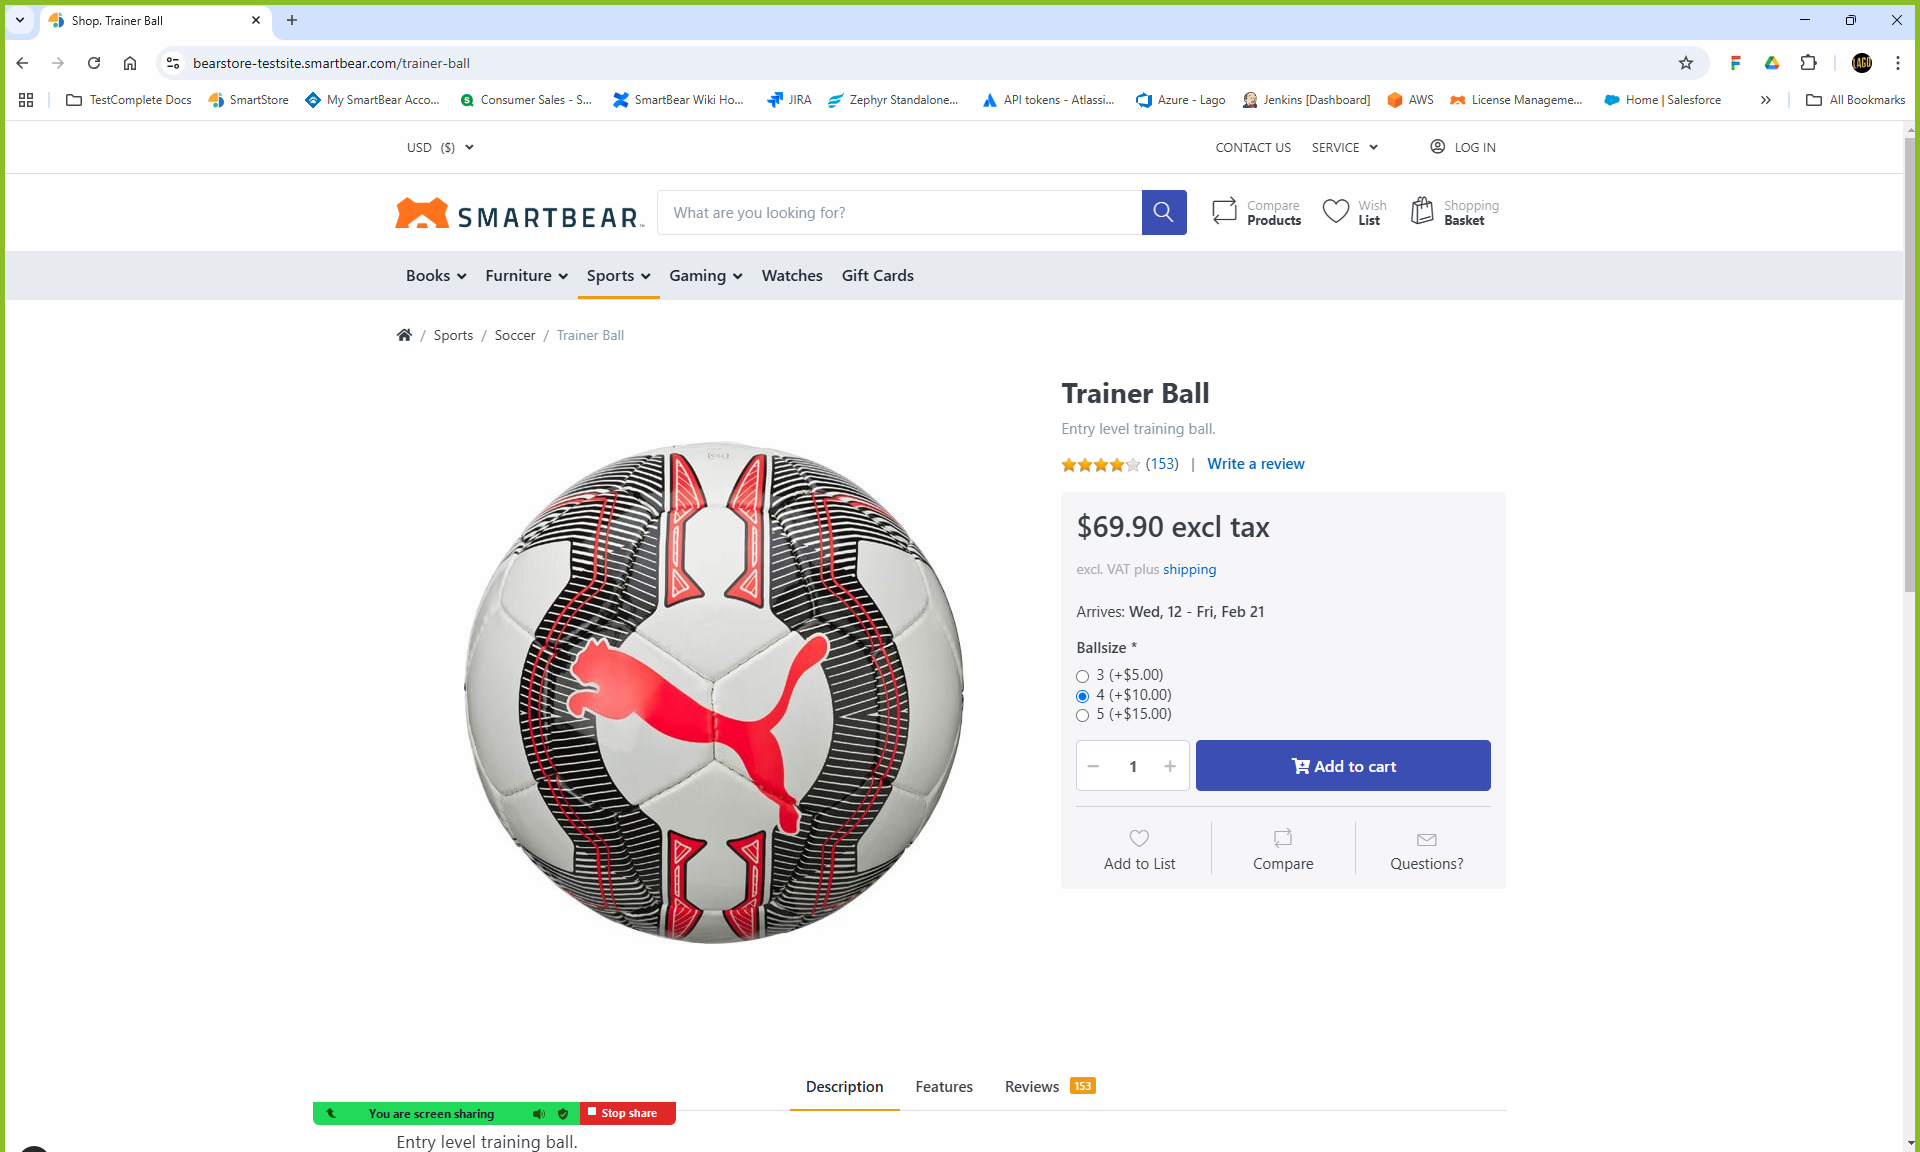 Shop. Trainer Ball
bearstore-testsite.smartbear.com/trainer-ball
TestComplete Docs
SmartStore
My SmartBear Acco...
Consumer Sales - S...
SmartBear Wiki Ho...
JIRA
Zephyr Standalone...
API tokens - Atlassi...
Azure - Lago
Jenkins [Dashboard]
AWS
License Manageme...
Home | Salesforce
All Bookmarks
USD ($)
CONTACT US
SERVICE
LOG IN
SMARTBEAR
What are you looking for?
Compare
Products
Wish
List
Shopping
Basket
Books
Furniture
Sports
Gaming
Watches
Gift Cards
/ Sports / Soccer / Trainer Ball
Trainer Ball
Entry level training ball.
(153) | Write a review
$69.90 excl tax
excl. VAT plus shipping
Arrives: Wed, 12 - Fri, Feb 21
Ballsize *
3 (+$5.00)
4 (+$10.00)
5 (+$15.00)
1
Add to cart
Add to List
Compare
Questions?
Description
Features
Reviews 153
You are screen sharing
Stop share
Entry level training ball.